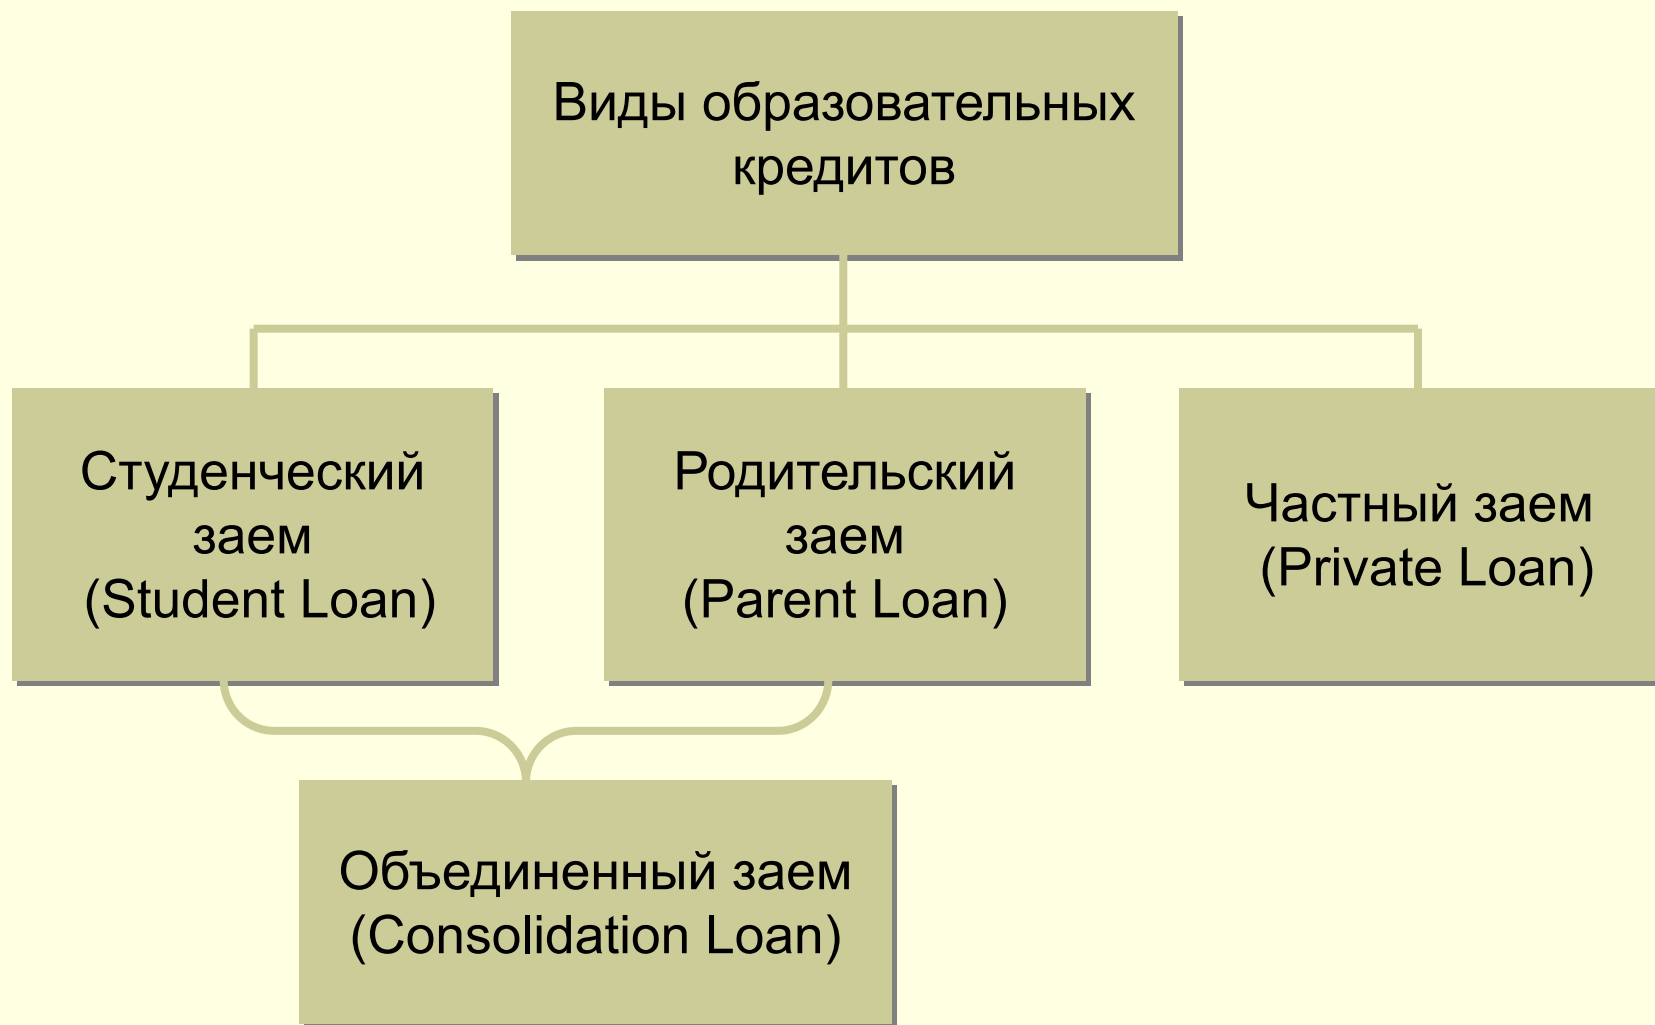 Виды образовательных
кредитов
Студенческий
заем
(Student Loan)
Родительский
заем
(Parent Loan)
Частный заем
(Private Loan)
Объединенный заем
(Consolidation Loan)